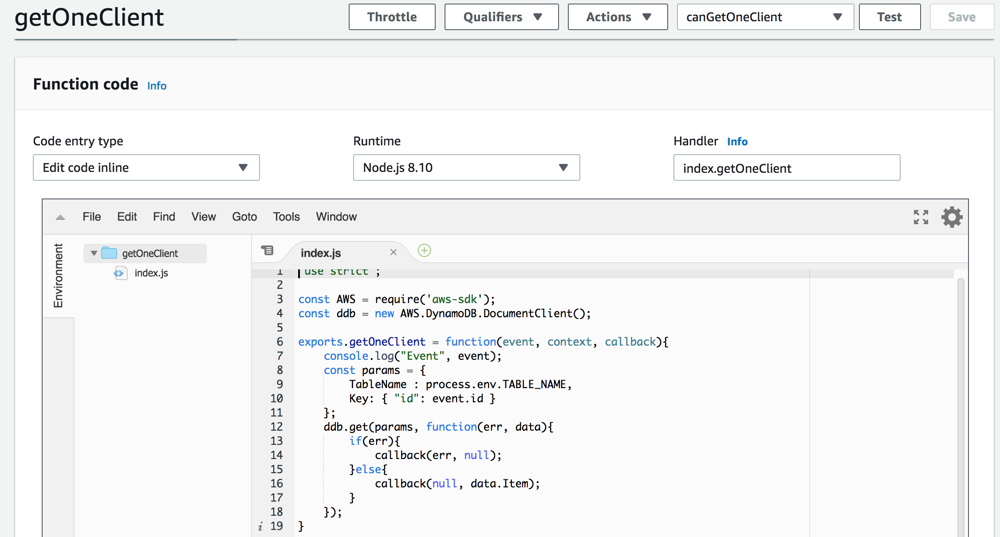 getOneClient
Throttle
Qualifiers
Actions
canGetOneClient
Test
Save
Function code Info
Code entry type
Edit code inline
Runtime
Node.js 8.10
Handler Info
index.getOneClient
File Edit Find View Goto Tools Window
Environment
getOneClient
index.js
index.js
1 'use strict';
2
3 const AWS = require('aws-sdk');
4 const ddb = new AWS.DynamoDB.DocumentClient();
5
6 exports.getOneClient = function(event, context, callback){
7     console.log("Event", event);
8     const params = {
9         TableName : process.env.TABLE_NAME,
10         Key: { "id": event.id }
11     };
12     ddb.get(params, function(err, data){
13         if(err){
14             callback(err, null);
15         }else{
16             callback(null, data.Item);
17         }
18     });
i 19 }